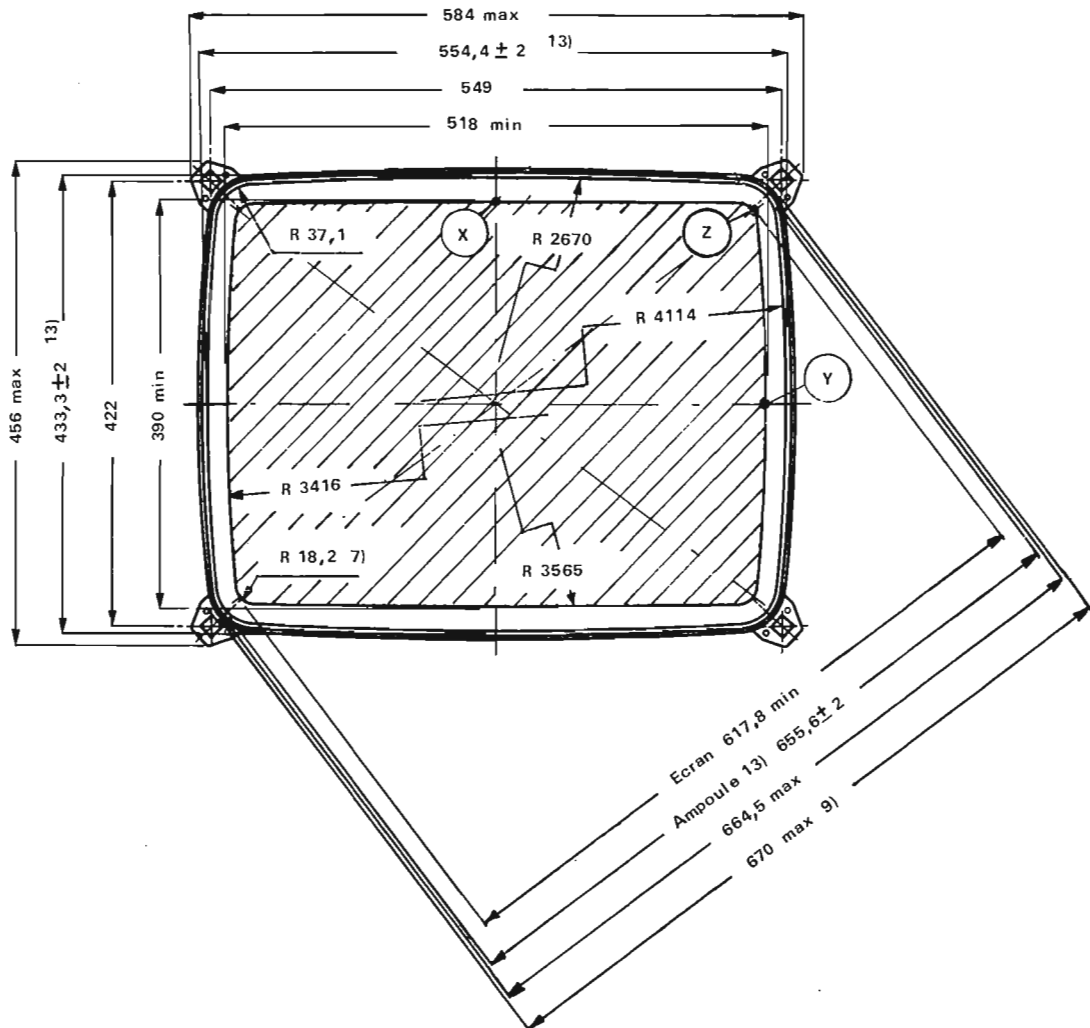 584 max
554,4 ± 2 13)
549
518 min
456 max
433,3 ± 2 13)
422
390 min
R 37,1
X
R 2670
Z
R 4114
Y
R 3416
R 18,2 7)
R 3565
Ecran 617,8 min
Ampoule 13) 655,6 ± 2
664,5 max
670 max 9)